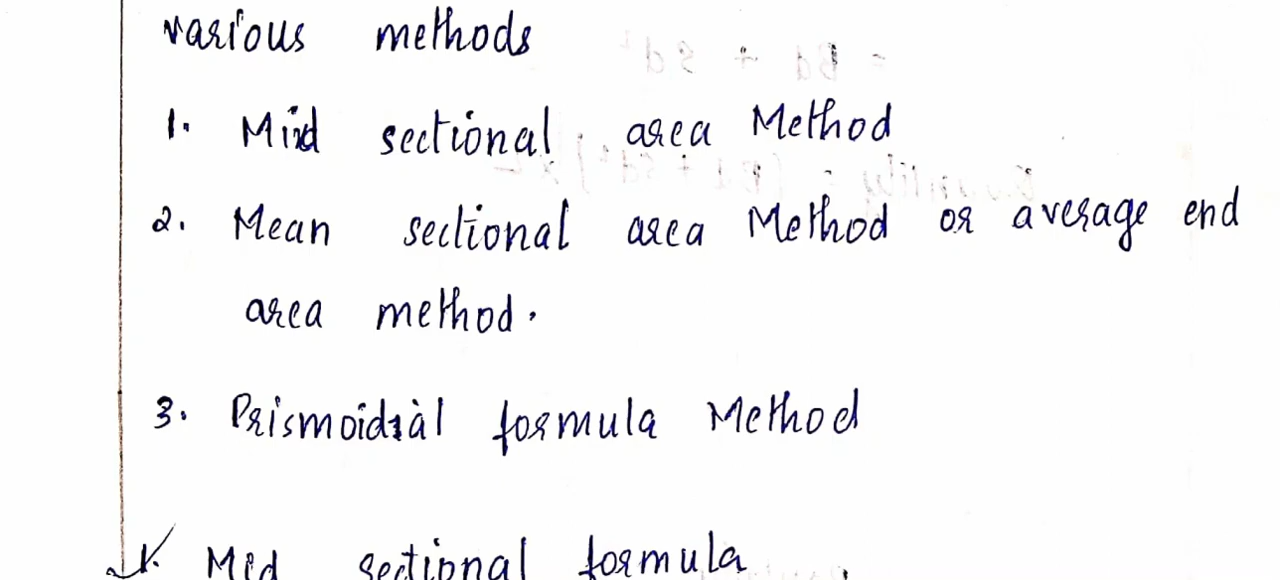 various methods
1. Mid sectional area Method
2. Mean sectional area Method or average end
area method.
3. Prismoidial formula Method
1. Mid sectional formula